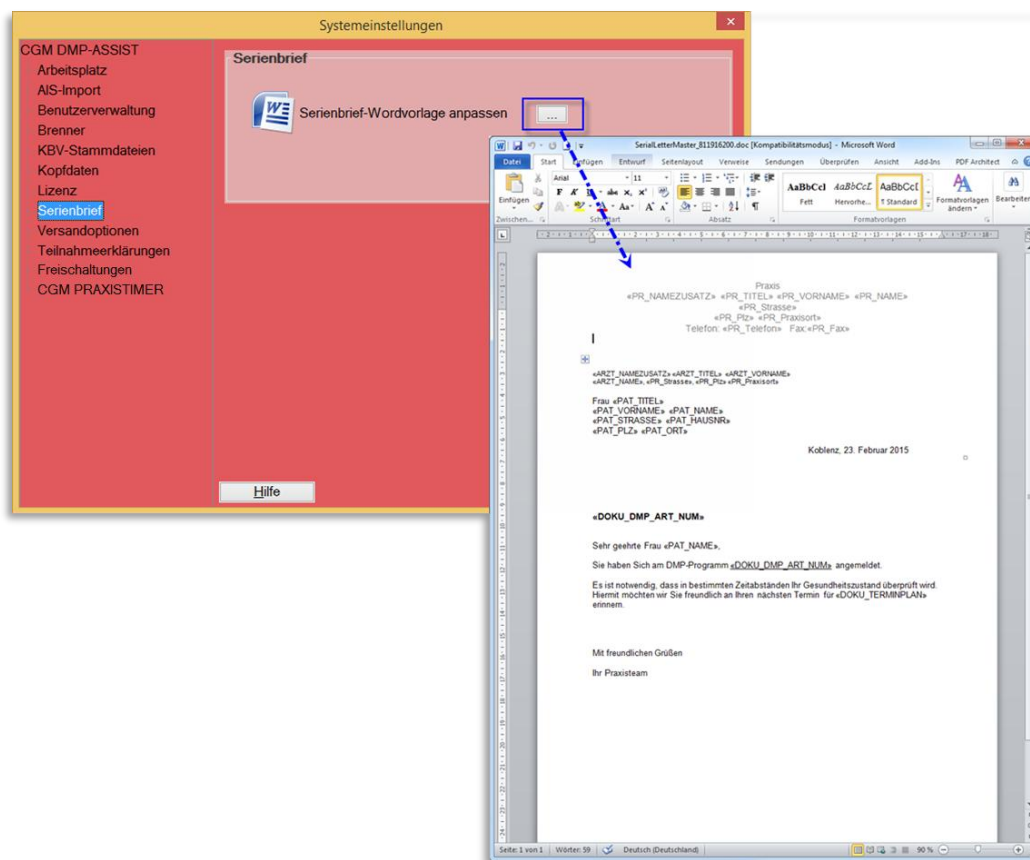 Systemeinstellungen
CGM DMP-ASSIST
Arbeitsplatz
AIS-Import
Benutzerverwaltung
Brenner
KBV-Stammdateien
Kopfdaten
Lizenz
Serienbrief
Versandoptionen
Teilnahmeerklärungen
Freischaltungen
CGM PRAXISTIMER
Serienbrief
Serienbrief-Wordvorlage anpassen
...
Hilfe
SerialLetterMaster_811916200.doc [Kompatibilitätsmodus] - Microsoft Word
Datei Start Einfügen Entwurf Seitenlayout Verweise Sendungen Überprüfen Ansicht Add-Ins PDF Architect
Arial 11
Einfügen
AaBbCcI AaBbCcL AaBbCcI
Fett Hervorhe... ¶ Standard
Formatvorlagen ändern
Bearbeiten
Zwischen... Schriftart Absatz Formatvorlagen
Praxis
«PR_NAMEZUSATZ» «PR_TITEL» «PR_VORNAME» «PR_NAME»
«PR_Strasse»
«PR_Plz» «PR_Praxisort»
Telefon: «PR_Telefon» Fax:«PR_Fax»
«ARZT_NAMEZUSATZ» «ARZT_TITEL» «ARZT_VORNAME»
«ARZT_NAME», «PR_Strasse», «PR_Plz» «PR_Praxisort»
Frau «PAT_TITEL»
«PAT_VORNAME» «PAT_NAME»
«PAT_STRASSE» «PAT_HAUSNR»
«PAT_PLZ» «PAT_ORT»
Koblenz, 23. Februar 2015
«DOKU_DMP_ART_NUM»
Sehr geehrte Frau «PAT_NAME»,
Sie haben Sich am DMP-Programm «DOKU_DMP_ART_NUM» angemeldet.
Es ist notwendig, dass in bestimmten Zeitabständen Ihr Gesundheitszustand überprüft wird.
Hiermit möchten wir Sie freundlich an Ihren nächsten Termin für «DOKU_TERMINPLAN»
erinnern.
Mit freundlichen Grüßen
Ihr Praxisteam
Seite: 1 von 1 Wörter: 59 Deutsch (Deutschland) 90 %